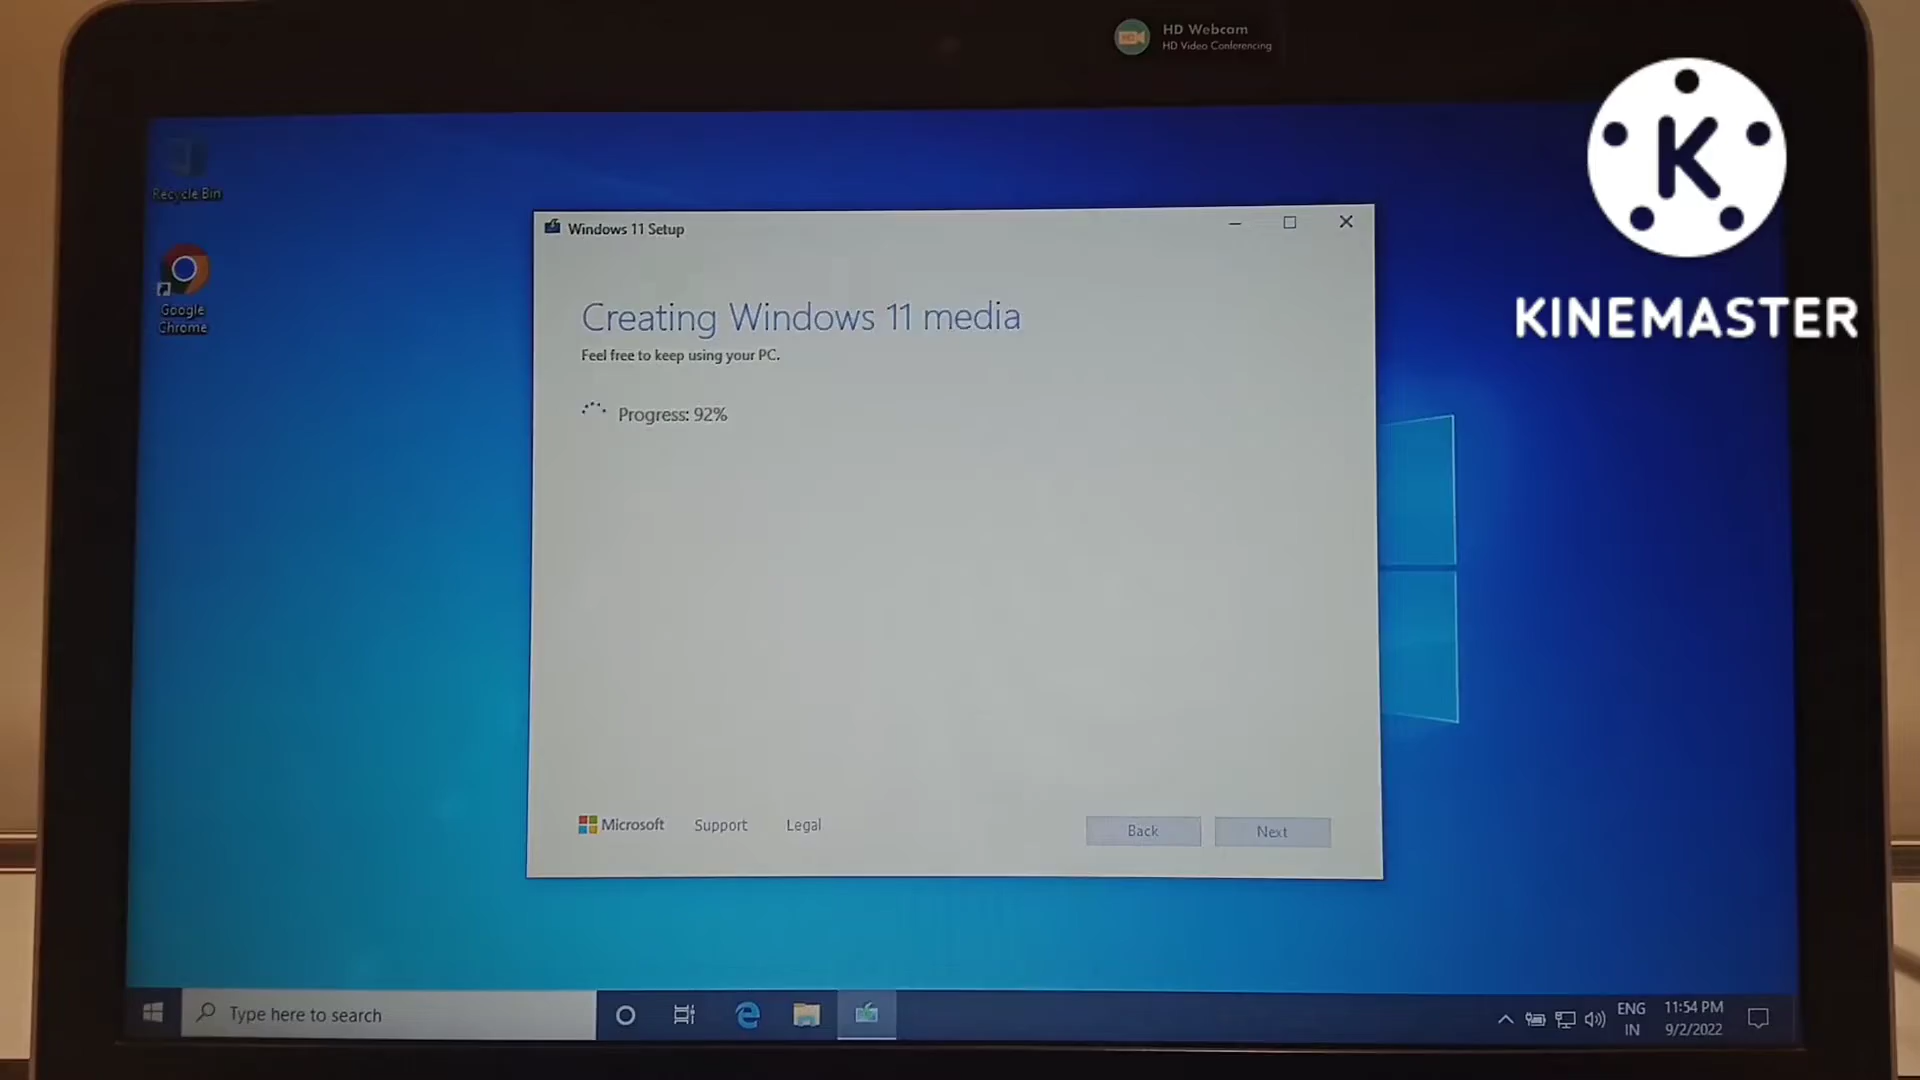 HD Webcam
HD Video Conferencing
KINEMASTER
Recycle Bin
Google
Chrome
Windows 11 Setup
Creating Windows 11 media
Feel free to keep using your PC.
Progress: 92%
Microsoft Support Legal
Back Next
Type here to search
ENG
IN
11:54 PM
9/2/2022